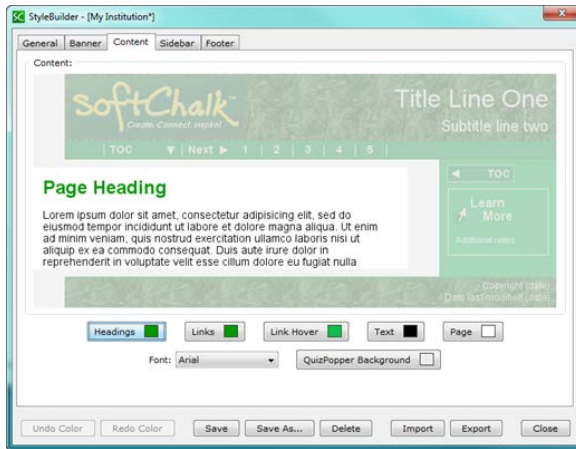 SC StyleBuilder - [My Institution*]
General Banner Content Sidebar Footer
Content:
softChalk™
Create. Connect. Inspire!
Title Line One
Subtitle line two
| TOC ▼ | Next ► 1 | 2 | 3 | 4 | 5 |
◄ TOC
Page Heading
Learn
More
Additional notes
Lorem ipsum dolor sit amet, consectetur adipisicing elit, sed do
eiusmod tempor incididunt ut labore et dolore magna aliqua. Ut enim
ad minim veniam, quis nostrud exercitation ullamco laboris nisi ut
aliquip ex ea commodo consequat. Duis aute irure dolor in
reprehenderit in voluptate velit esse cillum dolore eu fugiat nulla
Copyright (date)
Date last modified (date)
Headings Links Link Hover Text Page
Font: Arial QuizPopper Background
Undo Color Redo Color Save Save As... Delete Import Export Close